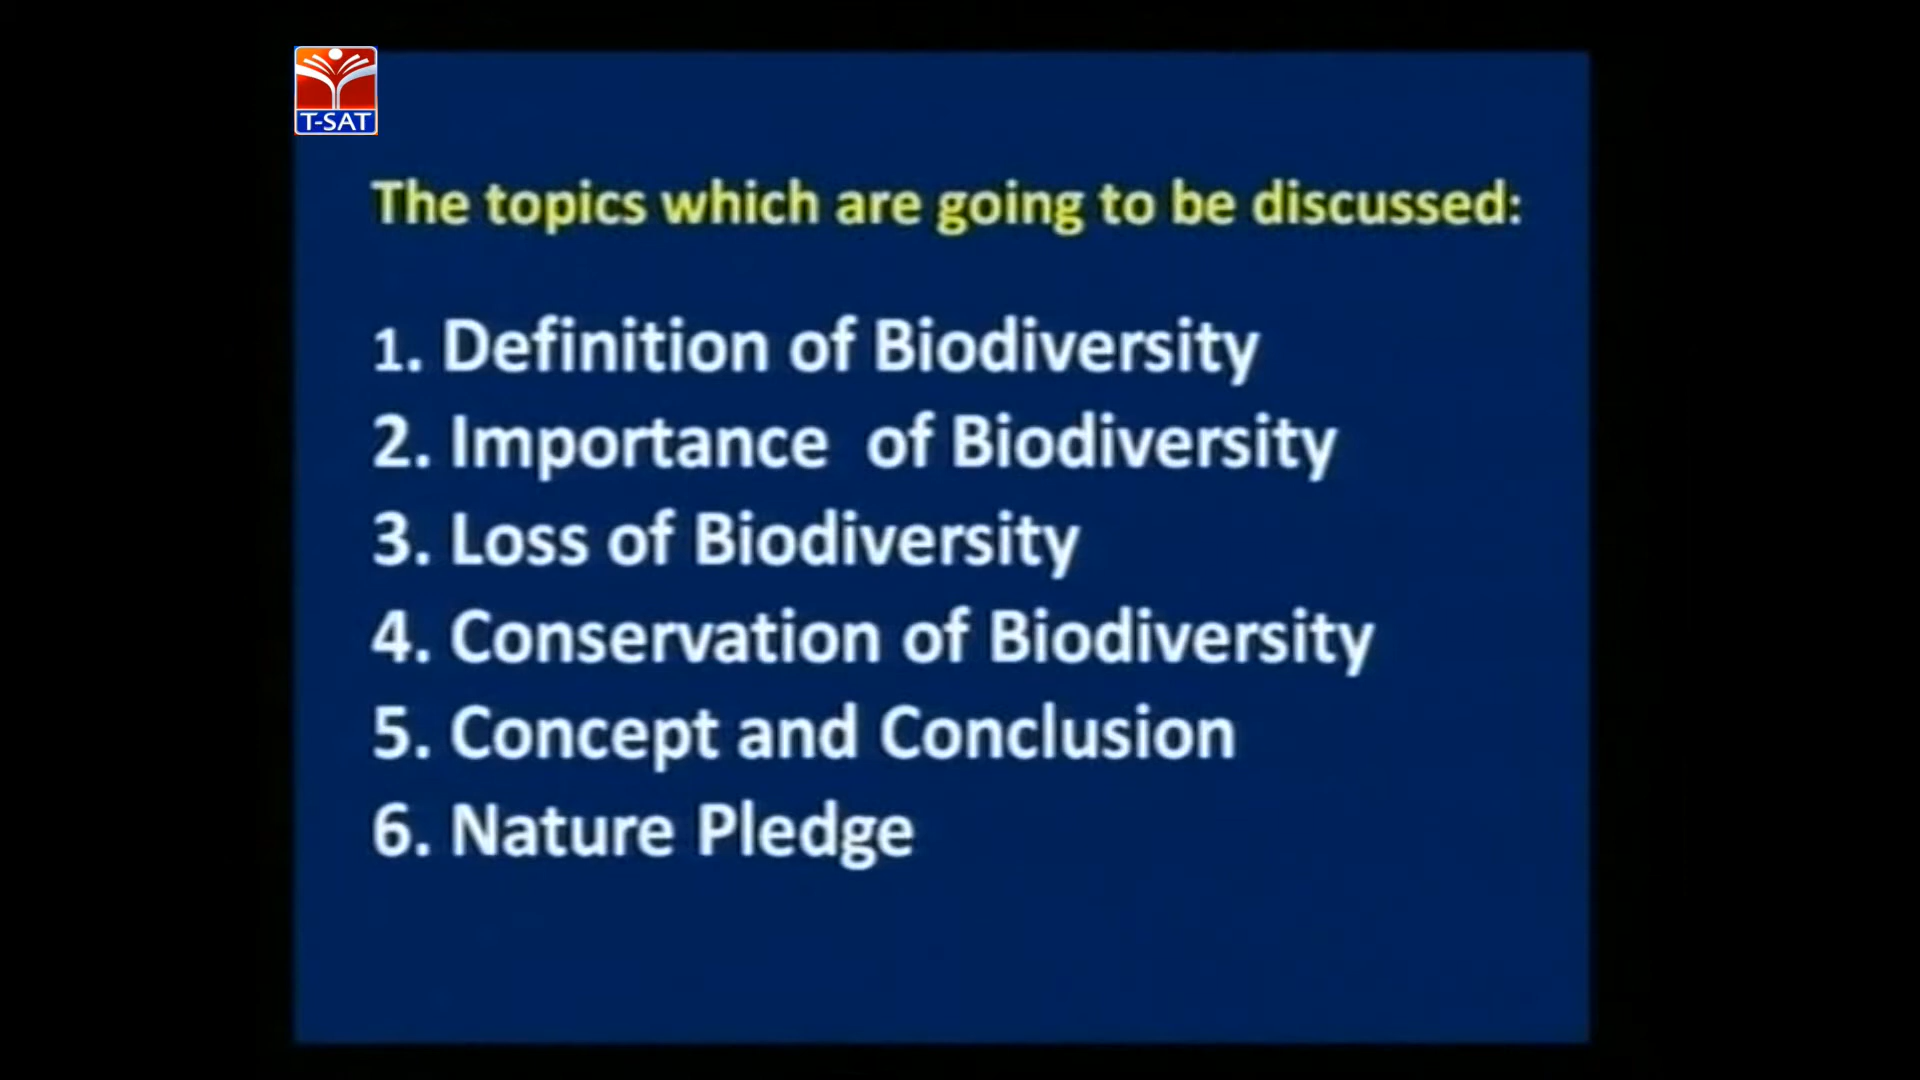 T-SAT
The topics which are going to be discussed:
1. Definition of Biodiversity
2. Importance of Biodiversity
3. Loss of Biodiversity
4. Conservation of Biodiversity
5. Concept and Conclusion
6. Nature Pledge